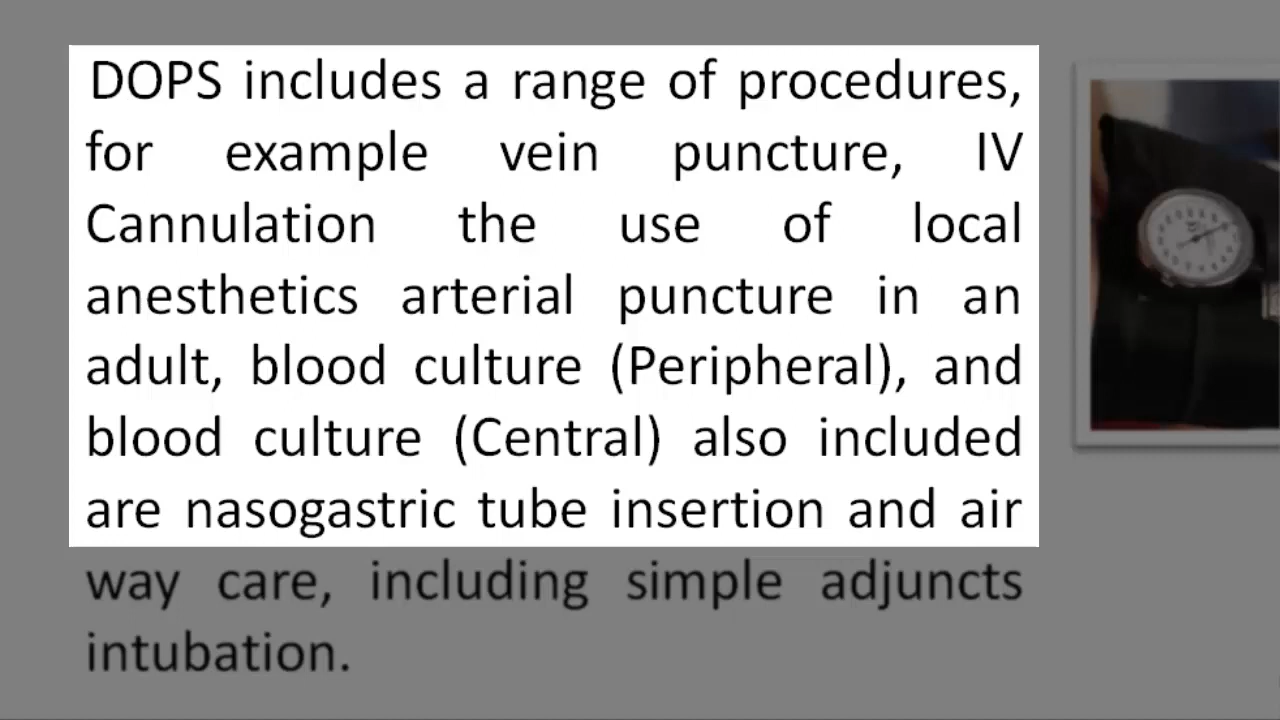 DOPS includes a range of procedures,
for example vein puncture, IV
Cannulation the use of local
anesthetics arterial puncture in an
adult, blood culture (Peripheral), and
blood culture (Central) also included
are nasogastric tube insertion and air
way care, including simple adjuncts
intubation.